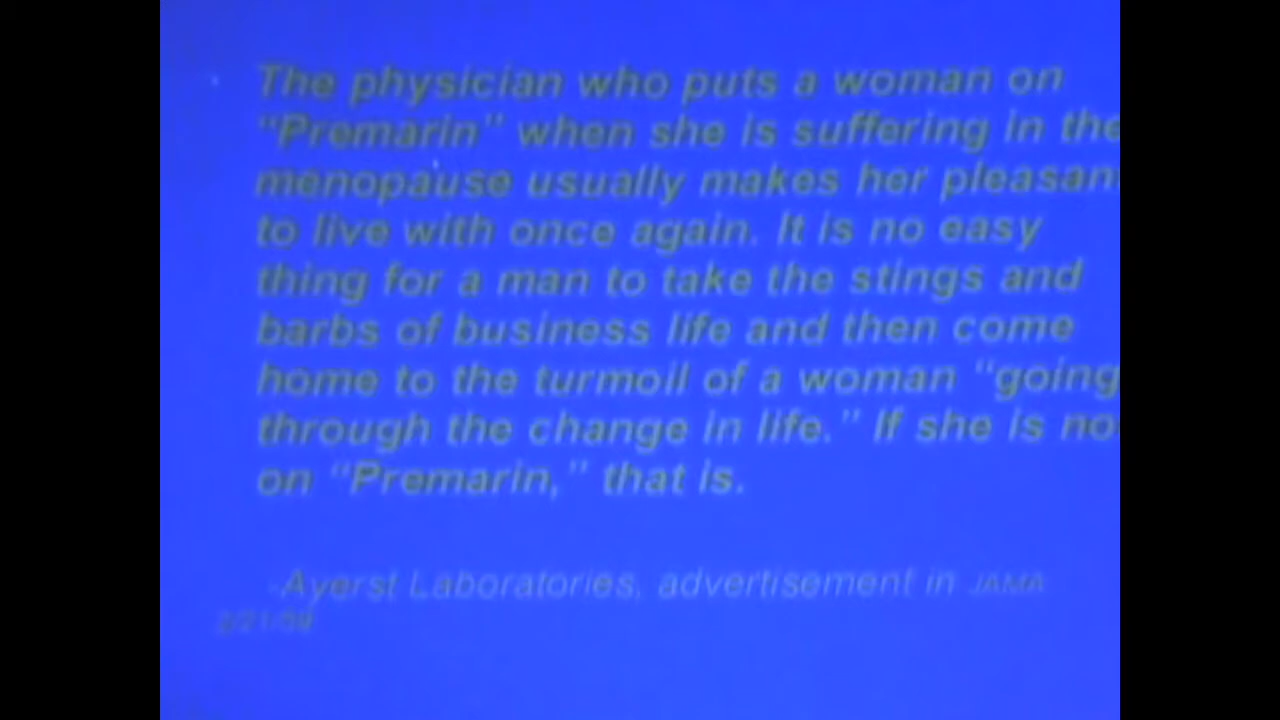 The physician who puts a woman on
"Premarin" when she is suffering in the
menopause usually makes her pleasant
to live with once again. It is no easy
thing for a man to take the stings and
barbs of business life and then come
home to the turmoil of a woman "going
through the change in life." If she is no
on "Premarin," that is.
-Ayerst Laboratories, advertisement in JAMA